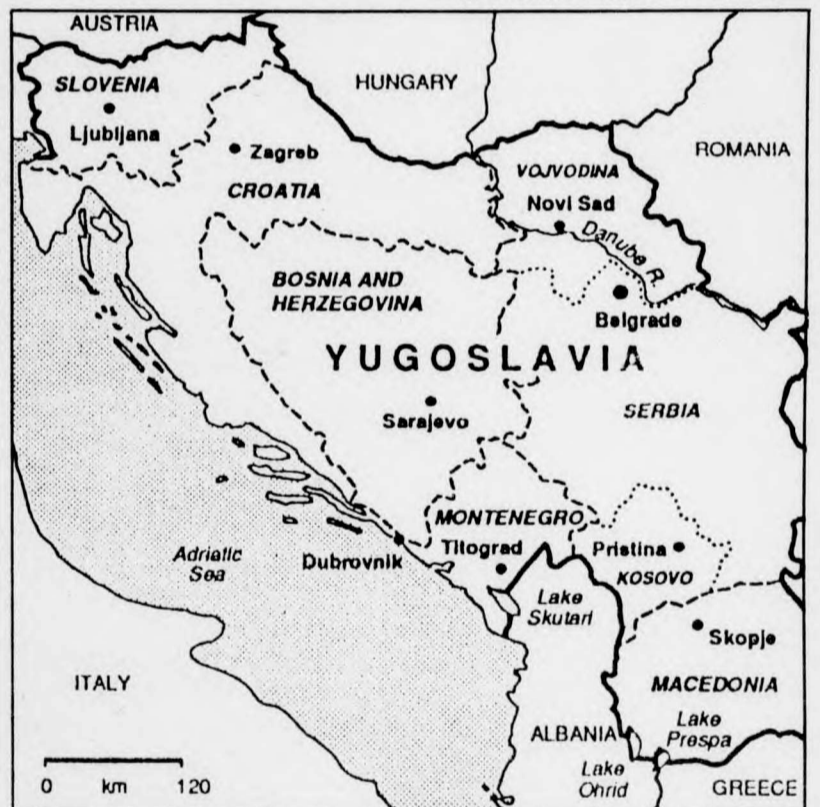 AUSTRIA
SLOVENIA
Ljubljana
HUNGARY
Zagreb
CROATIA
ROMANIA
VOJVODINA
Novi Sad
Danube R.
BOSNIA AND
HERZEGOVINA
Belgrade
YUGOSLAVIA
Sarajevo
SERBIA
MONTENEGRO
Titograd
Pristina
KOSOVO
Adriatic
Sea
Dubrovnik
Lake
Skutari
Skopje
ITALY
MACEDONIA
ALBANIA
Lake
Prespa
Lake
Ohrid
GREECE
0 km 120